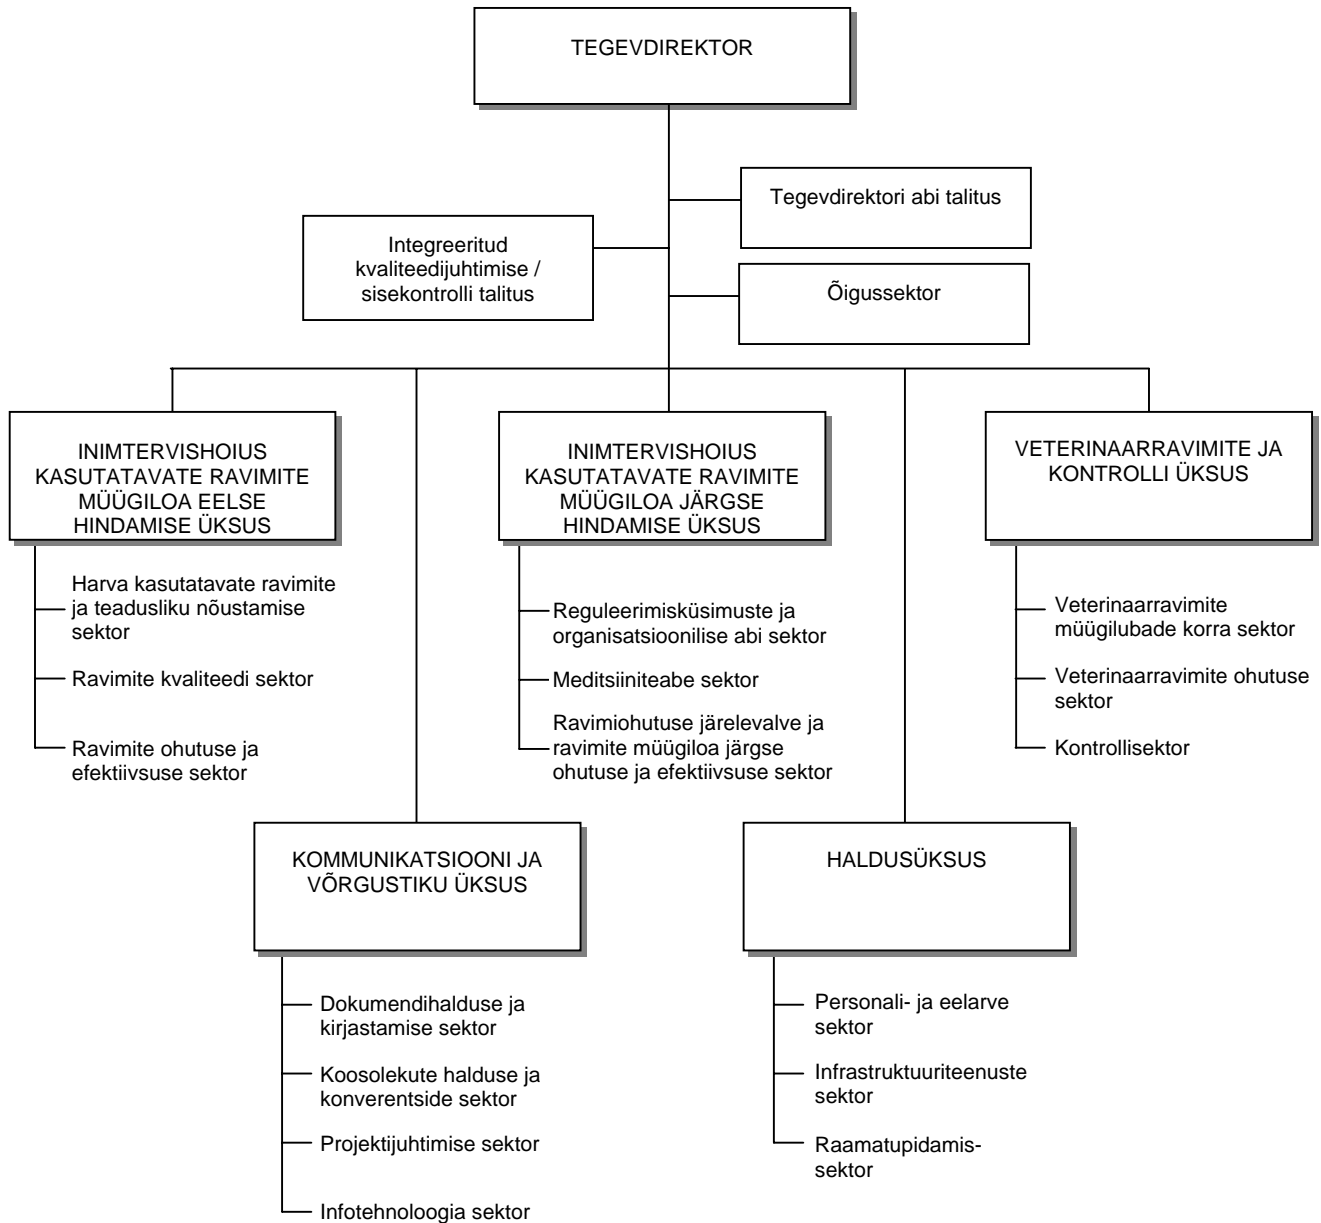 TEGEVDIREKTOR
Tegevdirektori abi talitus
Integreeritud
kvaliteedijuhtimise /
sisekontrolli talitus
Õigussektor
INIMTERVISHOIUS
KASUTATAVATE RAVIMITE
MÜÜGILOA EELSE
HINDAMISE ÜKSUS
Harva kasutatavate ravimite
ja teadusliku nõustamise
sektor
Ravimite kvaliteedi sektor
Ravimite ohutuse ja
efektiivsuse sektor
INIMTERVISHOIUS
KASUTATAVATE RAVIMITE
MÜÜGILOA JÄRGSE
HINDAMISE ÜKSUS
Reguleerimisküsimuste ja
organisatsioonilise abi sektor
Meditsiiniteabe sektor
Ravimiohutuse järelevalve ja
ravimite müügiloa järgse
ohutuse ja efektiivsuse sektor
VETERINAARRAVIMITE JA
KONTROLLI ÜKSUS
Veterinaarravimite
müügilubade korra sektor
Veterinaarravimite ohutuse
sektor
Kontrollisektor
KOMMUNIKATSIOONI JA
VÕRGUSTIKU ÜKSUS
Dokumendihalduse ja
kirjastamise sektor
Koosolekute halduse ja
konverentside sektor
Projektijuhtimise sektor
Infotehnoloogia sektor
HALDUSÜKSUS
Personali- ja eelarve
sektor
Infrastruktuuriteenuste
sektor
Raamatupidamis-
sektor